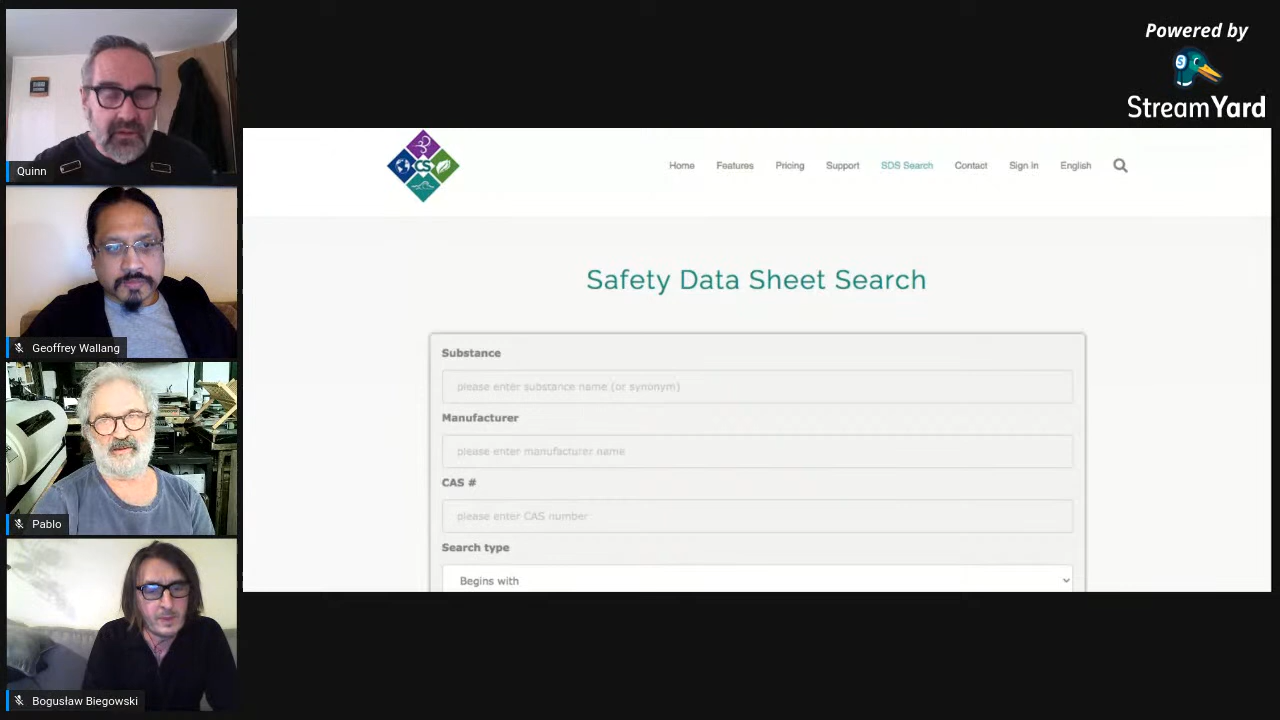 Powered by
StreamYard
Quinn
Geoffrey Wallang
Pablo
Bogusław Biegowski
CS
Home Features Pricing Support SDS Search Contact Sign In English
Safety Data Sheet Search
Substance
please enter substance name (or synonym)
Manufacturer
please enter manufacturer name
CAS #
please enter CAS number
Search type
Begins with